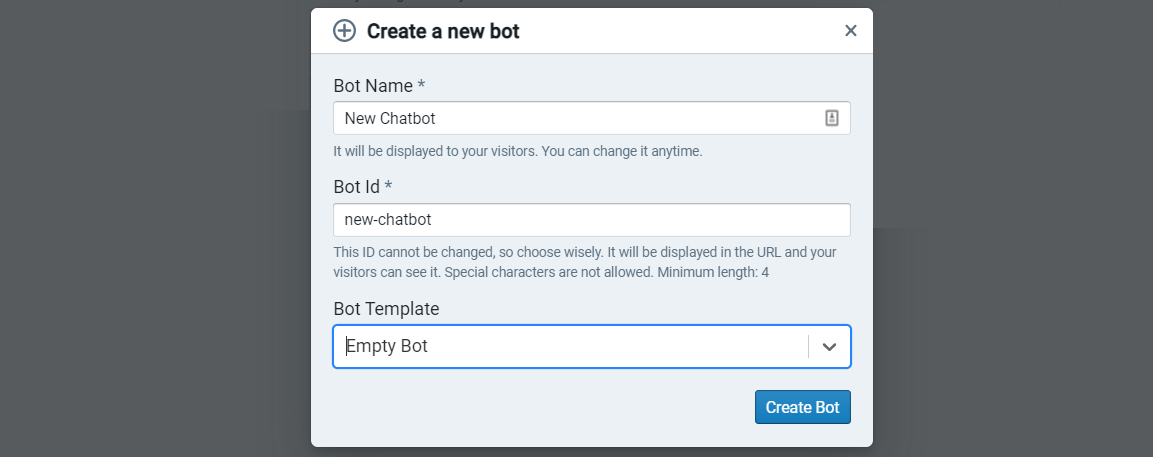 Create a new bot
Bot Name *
New Chatbot
It will be displayed to your visitors. You can change it anytime.
Bot Id *
new-chatbot
This ID cannot be changed, so choose wisely. It will be displayed in the URL and your
visitors can see it. Special characters are not allowed. Minimum length: 4
Bot Template
Empty Bot
Create Bot